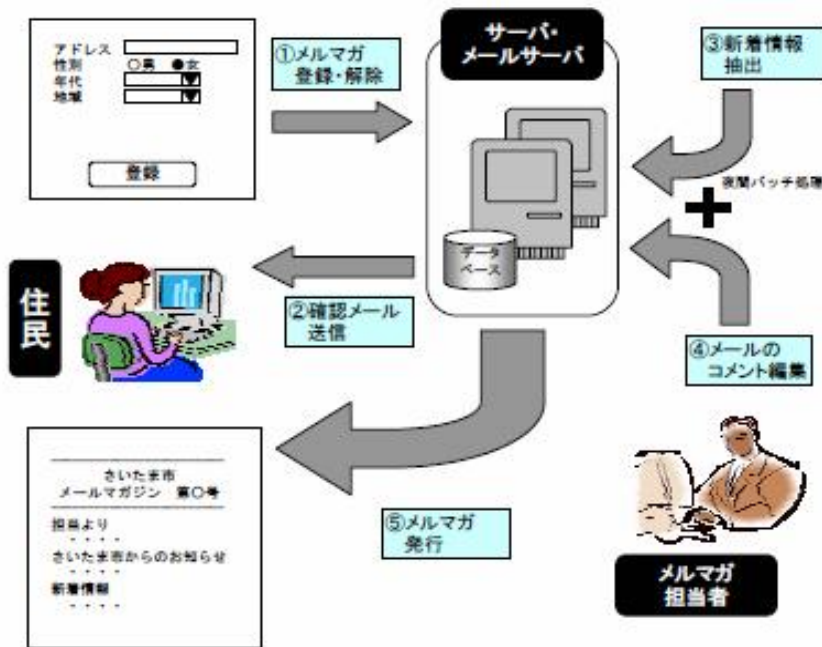 アドレス
性別 ○男 ●女
年代
地域
登録
①メルマガ
登録・解除
サーバ・
メールサーバ
③新着情報
抽出
夜間バッチ処理
データ
ベース
住民
②確認メール
送信
④メールの
コメント編集
さいたま市
メールマガジン 第○号
担当より
・・・・
さいたま市からのお知らせ
・・・・
新着情報
・・・・
⑤メルマガ
発行
メルマガ
担当者